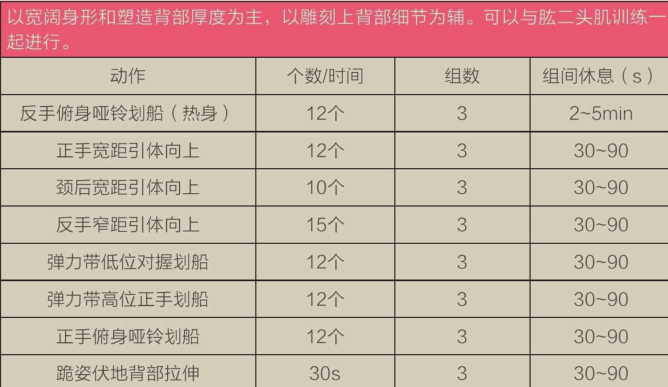 以宽阔身形和塑造背部厚度为主，以雕刻上背部细节为辅。可以与肱二头肌训练一
起进行。
动作 个数/时间 组数 组间休息（s）
反手俯身哑铃划船（热身） 12个 3 2~5min
正手宽距引体向上 12个 3 30~90
颈后宽距引体向上 10个 3 30~90
反手窄距引体向上 15个 3 30~90
弹力带低位对握划船 12个 3 30~90
弹力带高位正手划船 12个 3 30~90
正手俯身哑铃划船 12个 3 30~90
跪姿伏地背部拉伸 30s 3 30~90